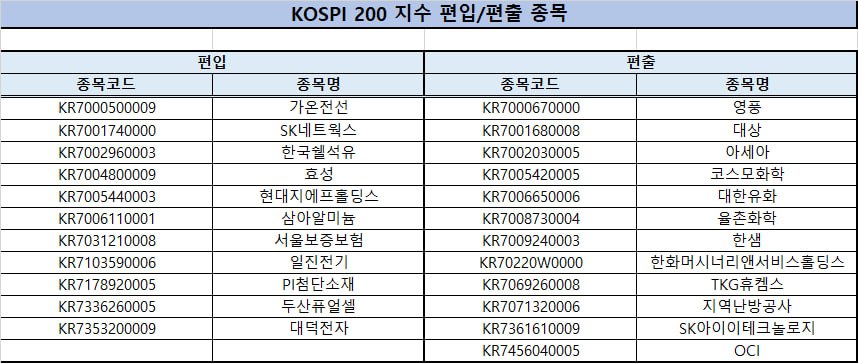 KOSPI 200 지수 편입/편출 종목
편입 편출
종목코드 종목명 종목코드 종목명
KR7000500009 가온전선 KR7000670000 영풍
KR7001740000 SK네트웍스 KR7001680008 대상
KR7002960003 한국쉘석유 KR7002030005 아세아
KR7004800009 효성 KR7005420005 코스모화학
KR7005440003 현대지에프홀딩스 KR7006650006 대한유화
KR7006110001 삼아알미늄 KR7008730004 율촌화학
KR7031210008 서울보증보험 KR7009240003 한샘
KR7103590006 일진전기 KR70220W0000 한화머시너리앤서비스홀딩스
KR7178920005 PI첨단소재 KR7069260008 TKG휴켐스
KR7336260005 두산퓨얼셀 KR7071320006 지역난방공사
KR7353200009 대덕전자 KR7361610009 SK아이이테크놀로지
KR7456040005 OCI